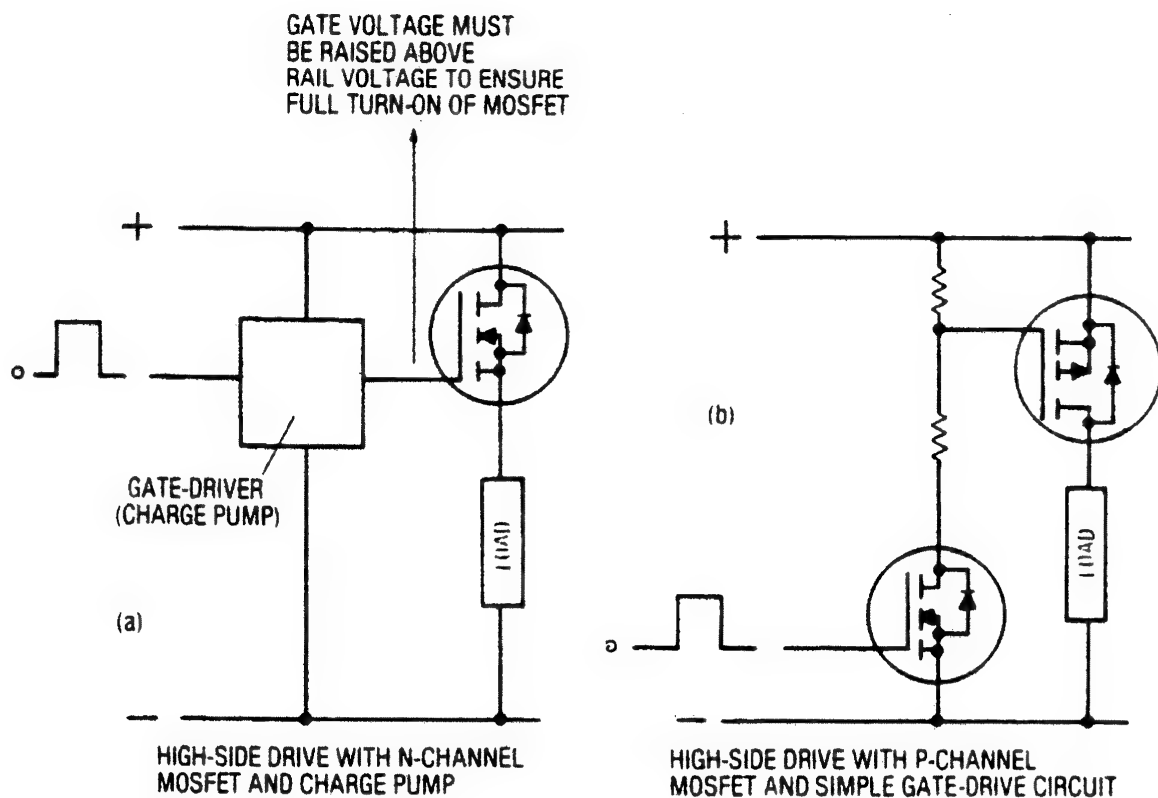 GATE VOLTAGE MUST
BE RAISED ABOVE
RAIL VOLTAGE TO ENSURE
FULL TURN-ON OF MOSFET
+
+
(b)
GATE-DRIVER
(CHARGE PUMP)
LOAD
LOAD
(a)
−
−
HIGH-SIDE DRIVE WITH N-CHANNEL
MOSFET AND CHARGE PUMP
HIGH-SIDE DRIVE WITH P-CHANNEL
MOSFET AND SIMPLE GATE-DRIVE CIRCUIT